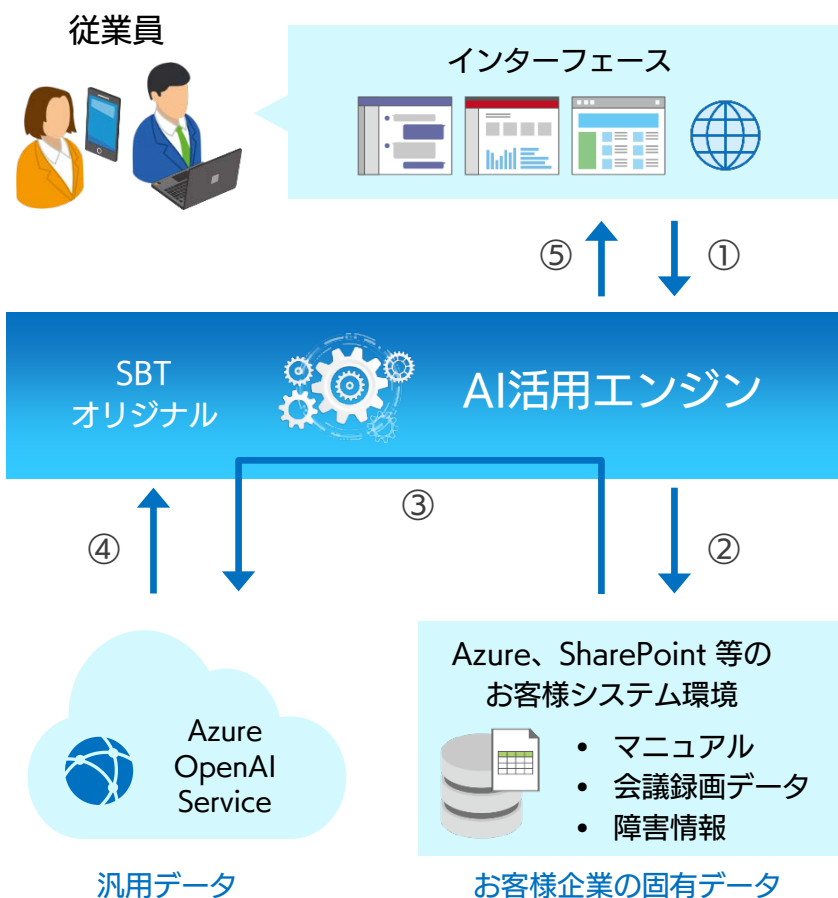 従業員
インターフェース
⑤
①
SBT
オリジナル
AI活用エンジン
③
④
②
Azure
OpenAI
Service
Azure、SharePoint 等の
お客様システム環境
• マニュアル
• 会議録画データ
• 障害情報
汎用データ
お客様企業の固有データ